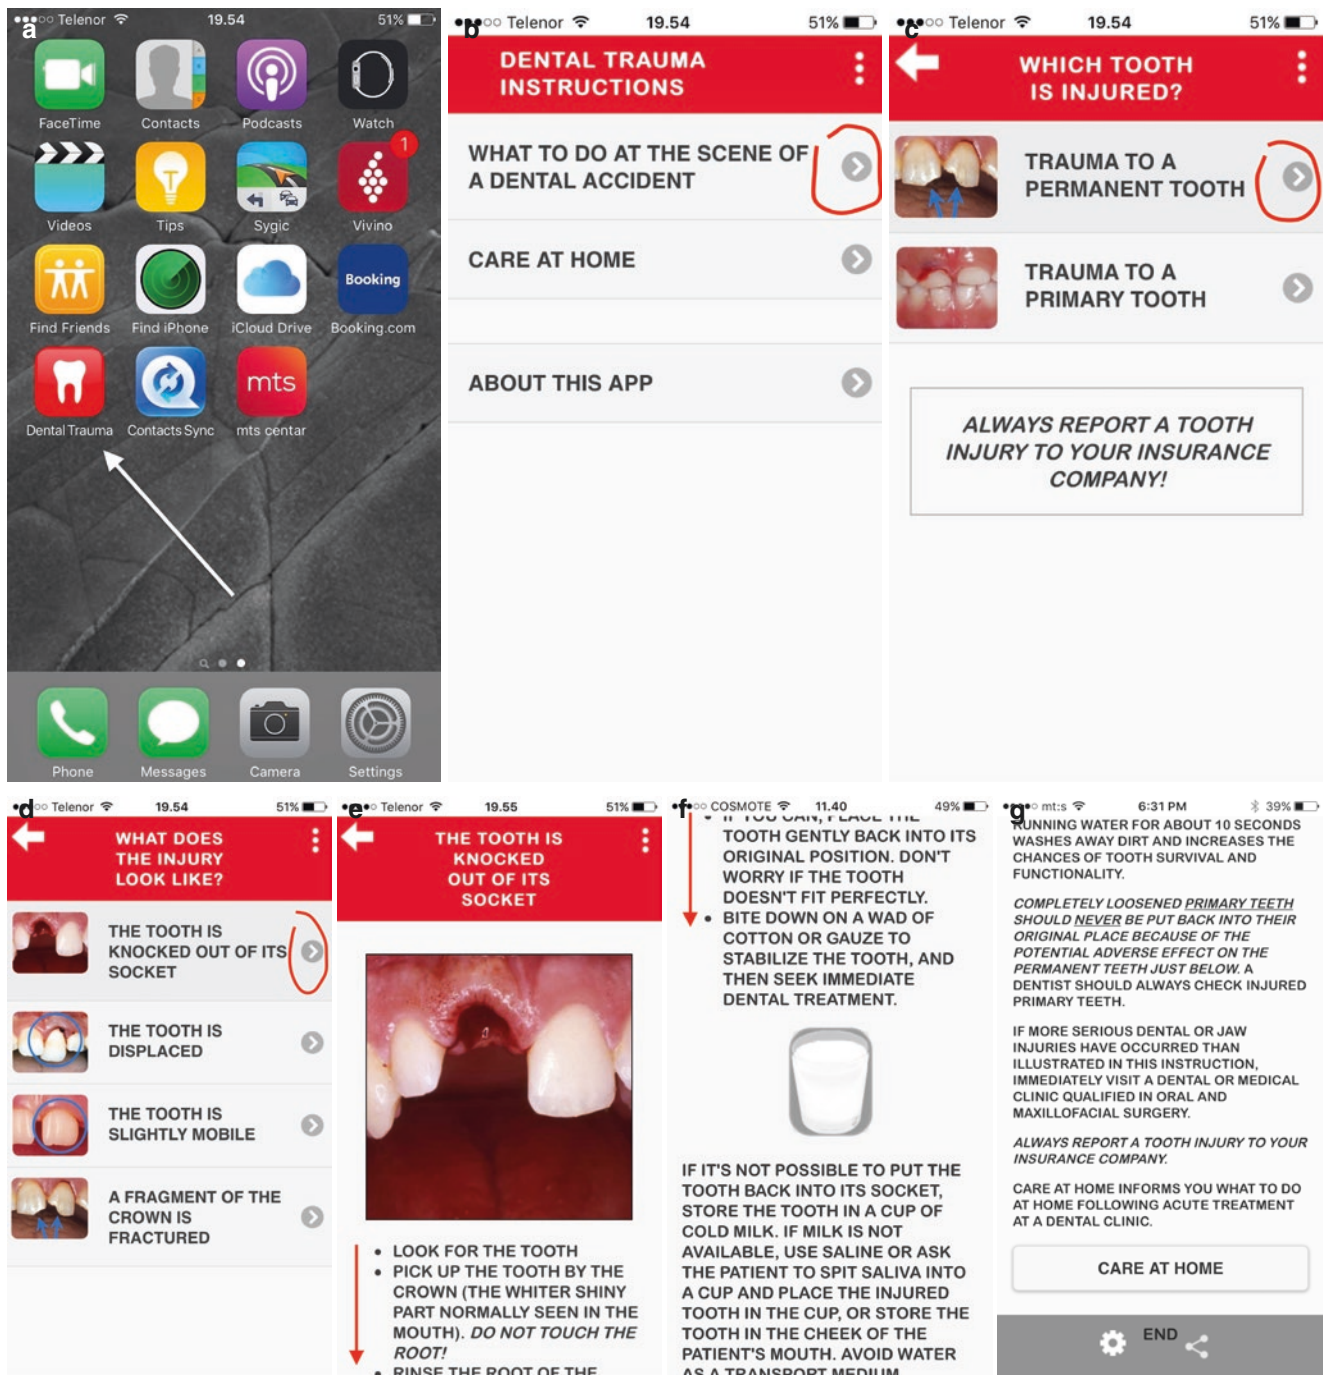 a
Telenor 19.54 51%
FaceTime Contacts Podcasts Watch
1
Videos Tips Sygic Vivino
Booking
Find Friends Find iPhone iCloud Drive Booking.com
mts
Dental Trauma Contacts Sync mts centar
Phone Messages Camera Settings
b
Telenor 19.54 51%
DENTAL TRAUMA
INSTRUCTIONS
WHAT TO DO AT THE SCENE OF
A DENTAL ACCIDENT
CARE AT HOME
ABOUT THIS APP
c
Telenor 19.54 51%
WHICH TOOTH
IS INJURED?
TRAUMA TO A
PERMANENT TOOTH
TRAUMA TO A
PRIMARY TOOTH
ALWAYS REPORT A TOOTH
INJURY TO YOUR INSURANCE
COMPANY!
d
Telenor 19.54 51%
WHAT DOES
THE INJURY
LOOK LIKE?
THE TOOTH IS
KNOCKED OUT OF ITS
SOCKET
THE TOOTH IS
DISPLACED
THE TOOTH IS
SLIGHTLY MOBILE
A FRAGMENT OF THE
CROWN IS
FRACTURED
e
Telenor 19.55 51%
THE TOOTH IS
KNOCKED
OUT OF ITS
SOCKET
• LOOK FOR THE TOOTH
• PICK UP THE TOOTH BY THE
CROWN (THE WHITER SHINY
PART NORMALLY SEEN IN THE
MOUTH). DO NOT TOUCH THE
ROOT!
• RINSE THE ROOT OF THE
f
COSMOTE 11.40 49%
• IF YOU CAN, PLACE THE
TOOTH GENTLY BACK INTO ITS
ORIGINAL POSITION. DON'T
WORRY IF THE TOOTH
DOESN'T FIT PERFECTLY.
• BITE DOWN ON A WAD OF
COTTON OR GAUZE TO
STABILIZE THE TOOTH, AND
THEN SEEK IMMEDIATE
DENTAL TREATMENT.
IF IT'S NOT POSSIBLE TO PUT THE
TOOTH BACK INTO ITS SOCKET,
STORE THE TOOTH IN A CUP OF
COLD MILK. IF MILK IS NOT
AVAILABLE, USE SALINE OR ASK
THE PATIENT TO SPIT SALIVA INTO
A CUP AND PLACE THE INJURED
TOOTH IN THE CUP, OR STORE THE
TOOTH IN THE CHEEK OF THE
PATIENT'S MOUTH. AVOID WATER
AS A TRANSPORT MEDIUM
g
mt:s 6:31 PM 39%
RUNNING WATER FOR ABOUT 10 SECONDS
WASHES AWAY DIRT AND INCREASES THE
CHANCES OF TOOTH SURVIVAL AND
FUNCTIONALITY.
COMPLETELY LOOSENED PRIMARY TEETH
SHOULD NEVER BE PUT BACK INTO THEIR
ORIGINAL PLACE BECAUSE OF THE
POTENTIAL ADVERSE EFFECT ON THE
PERMANENT TEETH JUST BELOW. A
DENTIST SHOULD ALWAYS CHECK INJURED
PRIMARY TEETH.
IF MORE SERIOUS DENTAL OR JAW
INJURIES HAVE OCCURRED THAN
ILLUSTRATED IN THIS INSTRUCTION,
IMMEDIATELY VISIT A DENTAL OR MEDICAL
CLINIC QUALIFIED IN ORAL AND
MAXILLOFACIAL SURGERY.
ALWAYS REPORT A TOOTH INJURY TO YOUR
INSURANCE COMPANY.
CARE AT HOME INFORMS YOU WHAT TO DO
AT HOME FOLLOWING ACUTE TREATMENT
AT A DENTAL CLINIC.
CARE AT HOME
END